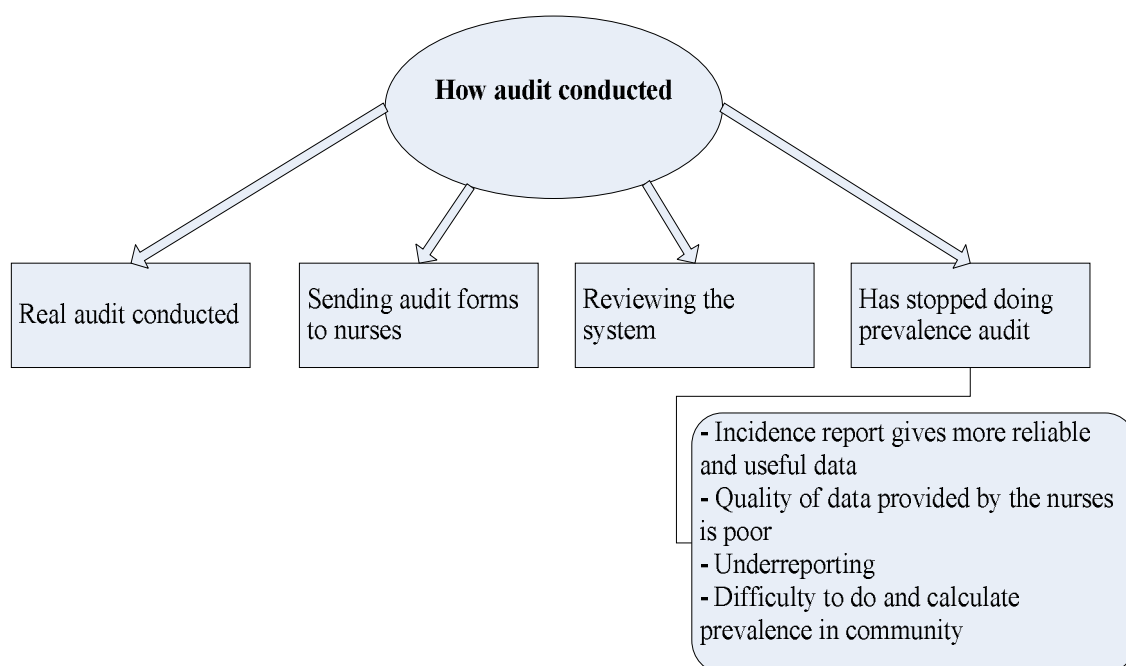 How audit conducted
Real audit conducted
Sending audit forms
to nurses
Reviewing the
system
Has stopped doing
prevalence audit
- Incidence report gives more reliable
and useful data
- Quality of data provided by the nurses
is poor
- Underreporting
- Difficulty to do and calculate
prevalence in community